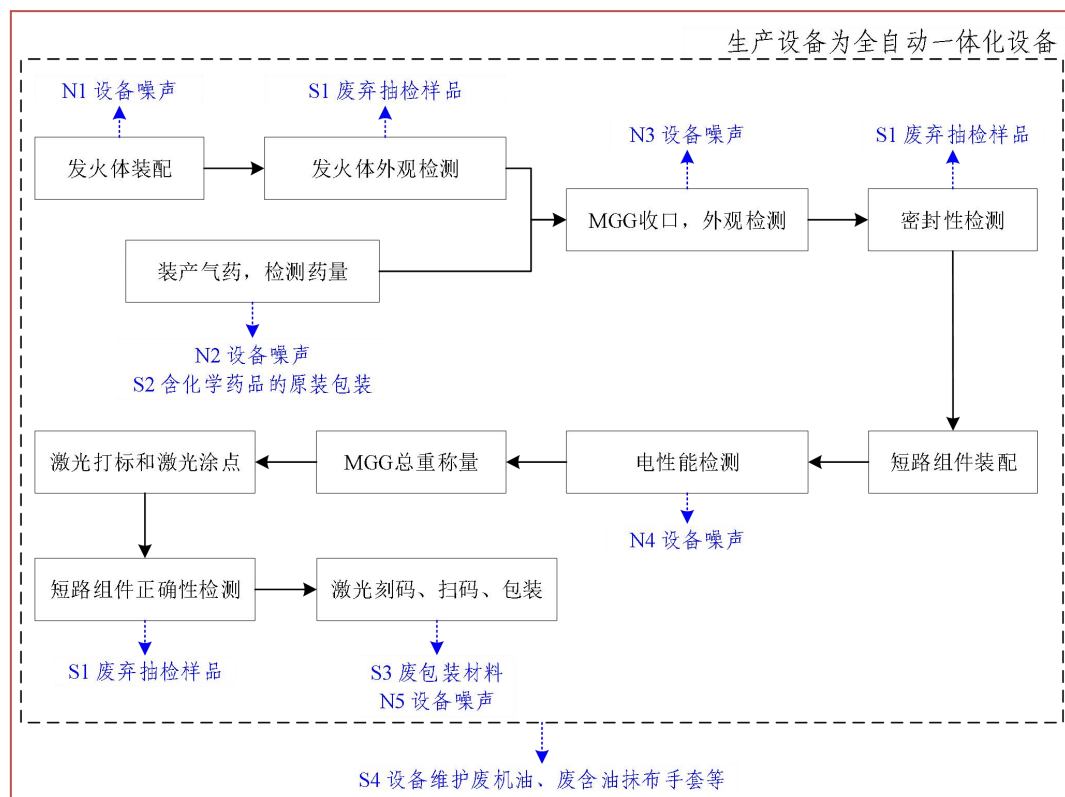 生产设备为全自动一体化设备
N1 设备噪声
S1 废弃抽检样品
N3 设备噪声
S1 废弃抽检样品
发火体装配
发火体外观检测
MGG收口，外观检测
密封性检测
装产气药，检测药量
N2 设备噪声
S2 含化学药品的原装包装
激光打标和激光涂点
MGG总重称量
电性能检测
短路组件装配
N4 设备噪声
短路组件正确性检测
激光刻码、扫码、包装
S1 废弃抽检样品
S3 废包装材料
N5 设备噪声
S4 设备维护废机油、废含油抹布手套等